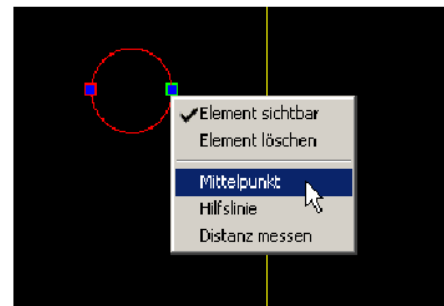 Element sichtbar
Element löschen
Mittelpunkt
Hilfslinie
Distanz messen